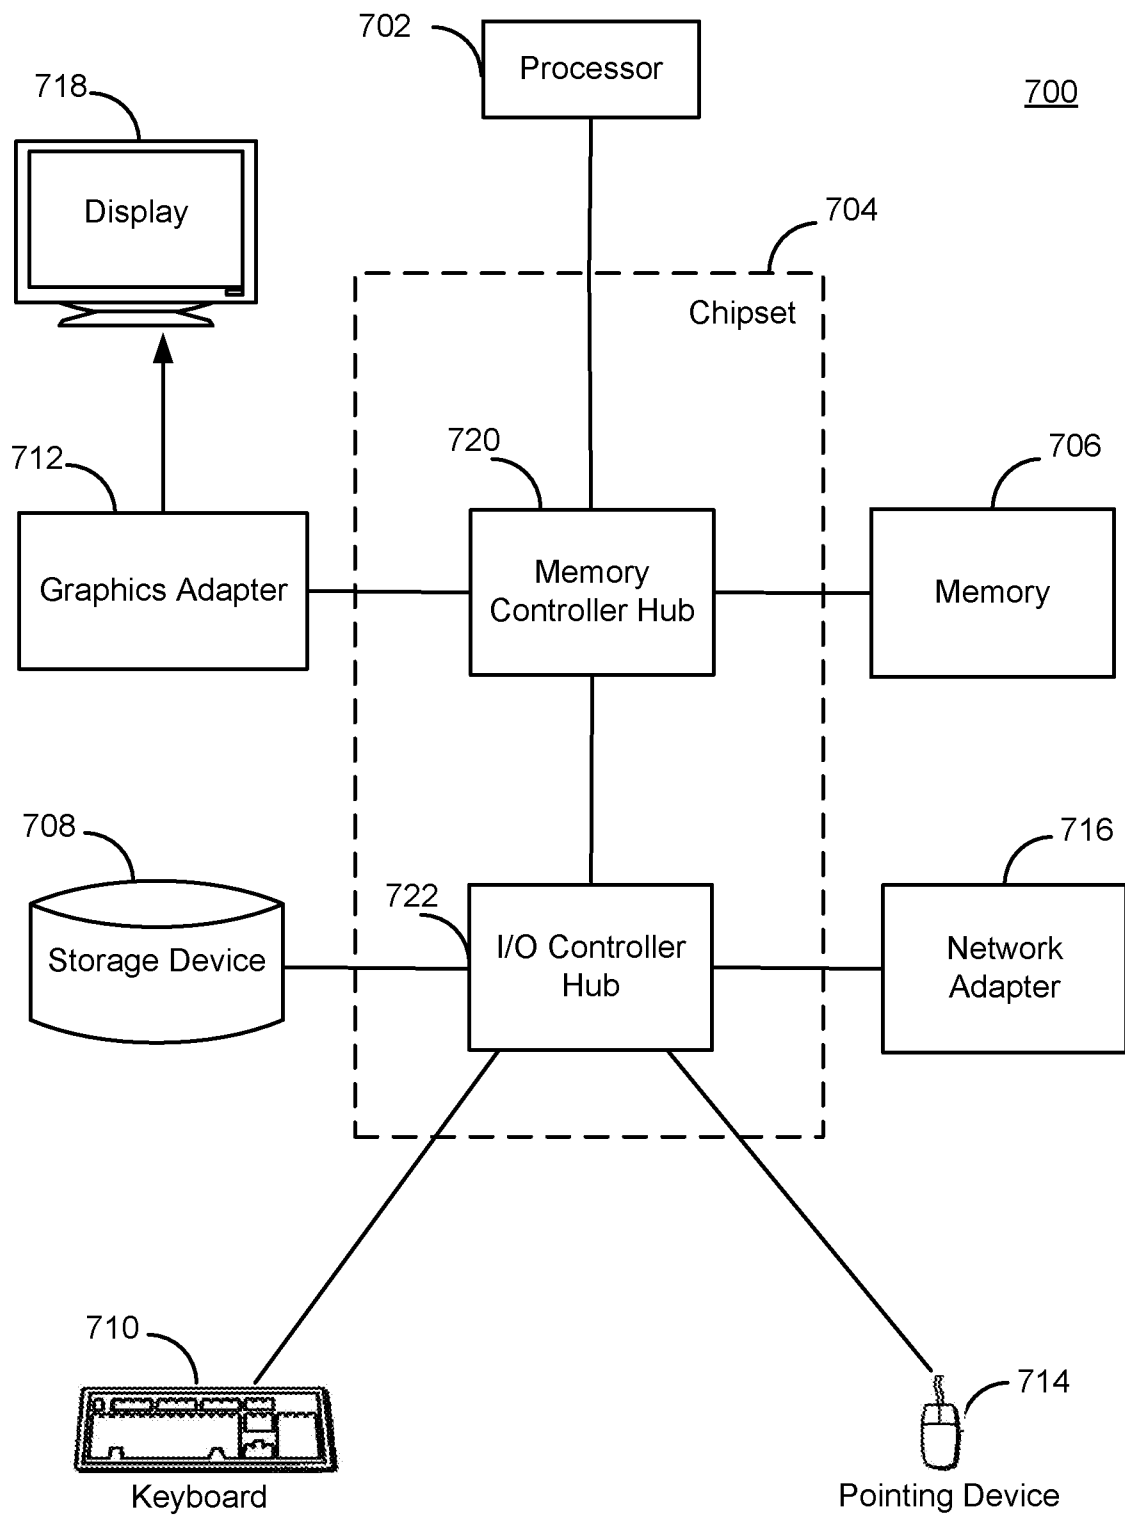 702
Processor
700
718
Display
704
Chipset
712
720
706
Graphics Adapter
Memory
Controller Hub
Memory
708
716
722
Storage Device
I/O Controller
Hub
Network
Adapter
710
714
Keyboard
Pointing Device